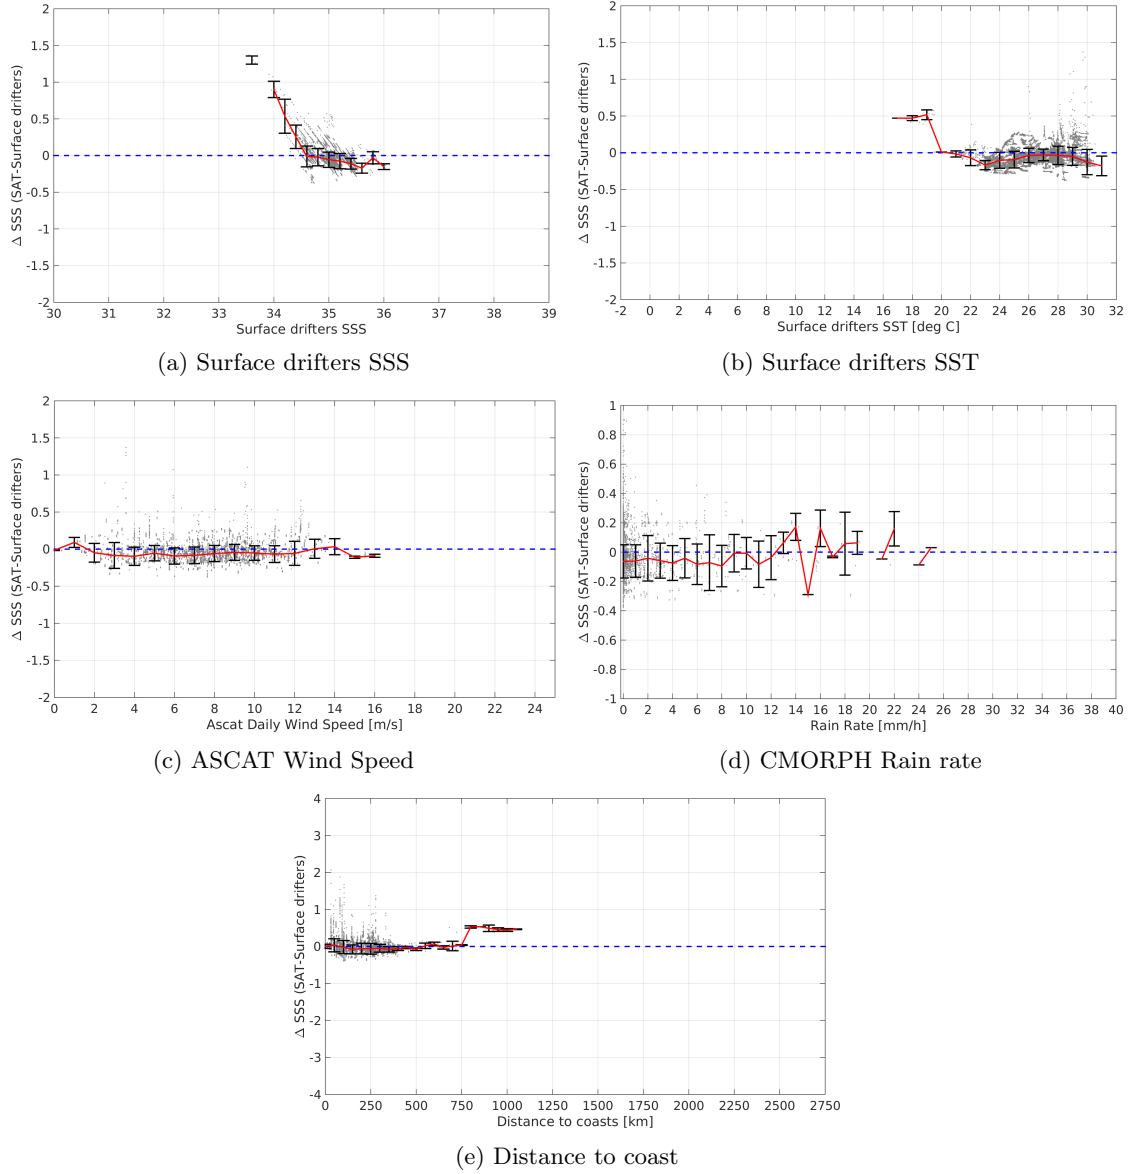 2
1.5
1
0.5
0
-0.5
-1
-1.5
-2
Δ SSS (SAT-Surface drifters)
30 31 32 33 34 35 36 37 38 39
Surface drifters SSS
(a) Surface drifters SSS
2
1.5
1
0.5
0
-0.5
-1
-1.5
-2
Δ SSS (SAT-Surface drifters)
-2 0 2 4 6 8 10 12 14 16 18 20 22 24 26 28 30 32
Surface drifters SST [deg C]
(b) Surface drifters SST
2
1.5
1
0.5
0
-0.5
-1
-1.5
-2
Δ SSS (SAT-Surface drifters)
0 2 4 6 8 10 12 14 16 18 20 22 24
Ascat Daily Wind Speed [m/s]
(c) ASCAT Wind Speed
1
0.8
0.6
0.4
0.2
0
-0.2
-0.4
-0.6
-0.8
-1
Δ SSS (SAT-Surface drifters)
0 2 4 6 8 10 12 14 16 18 20 22 24 26 28 30 32 34 36 38 40
Rain Rate [mm/h]
(d) CMORPH Rain rate
4
3
2
1
0
-1
-2
-3
-4
Δ SSS (SAT-Surface drifters)
0 250 500 750 1000 1250 1500 1750 2000 2250 2500 2750
Distance to coasts [km]
(e) Distance to coast